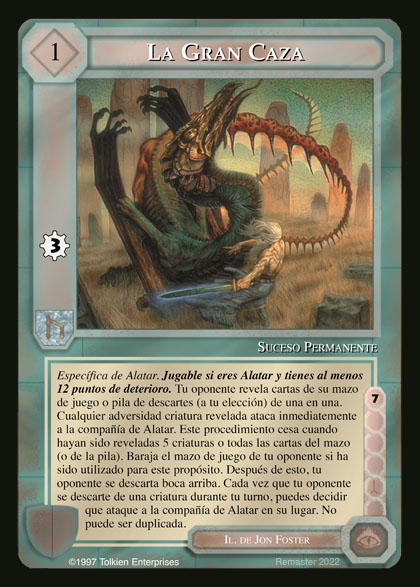 1
La Gran Caza
3
Suceso Permanente
Específica de Alatar. Jugable si eres Alatar y tienes al menos
12 puntos de deterioro. Tu oponente revela cartas de su mazo
de juego o pila de descartes (a tu elección) de una en una.
Cualquier adversidad criatura revelada ataca inmediatamente
a la compañía de Alatar. Este procedimiento cesa cuando
hayan sido reveladas 5 criaturas o todas las cartas del mazo
(o de la pila). Baraja el mazo de juego de tu oponente si ha
sido utilizado para este propósito. Después de esto, tu
oponente se descarta boca arriba. Cada vez que tu oponente
se descarte de una criatura durante tu turno, puedes decidir
que ataque a la compañía de Alatar en su lugar. No
puede ser duplicada.
7
Il. de Jon Foster
©1997 Tolkien Enterprises
Remaster 2022